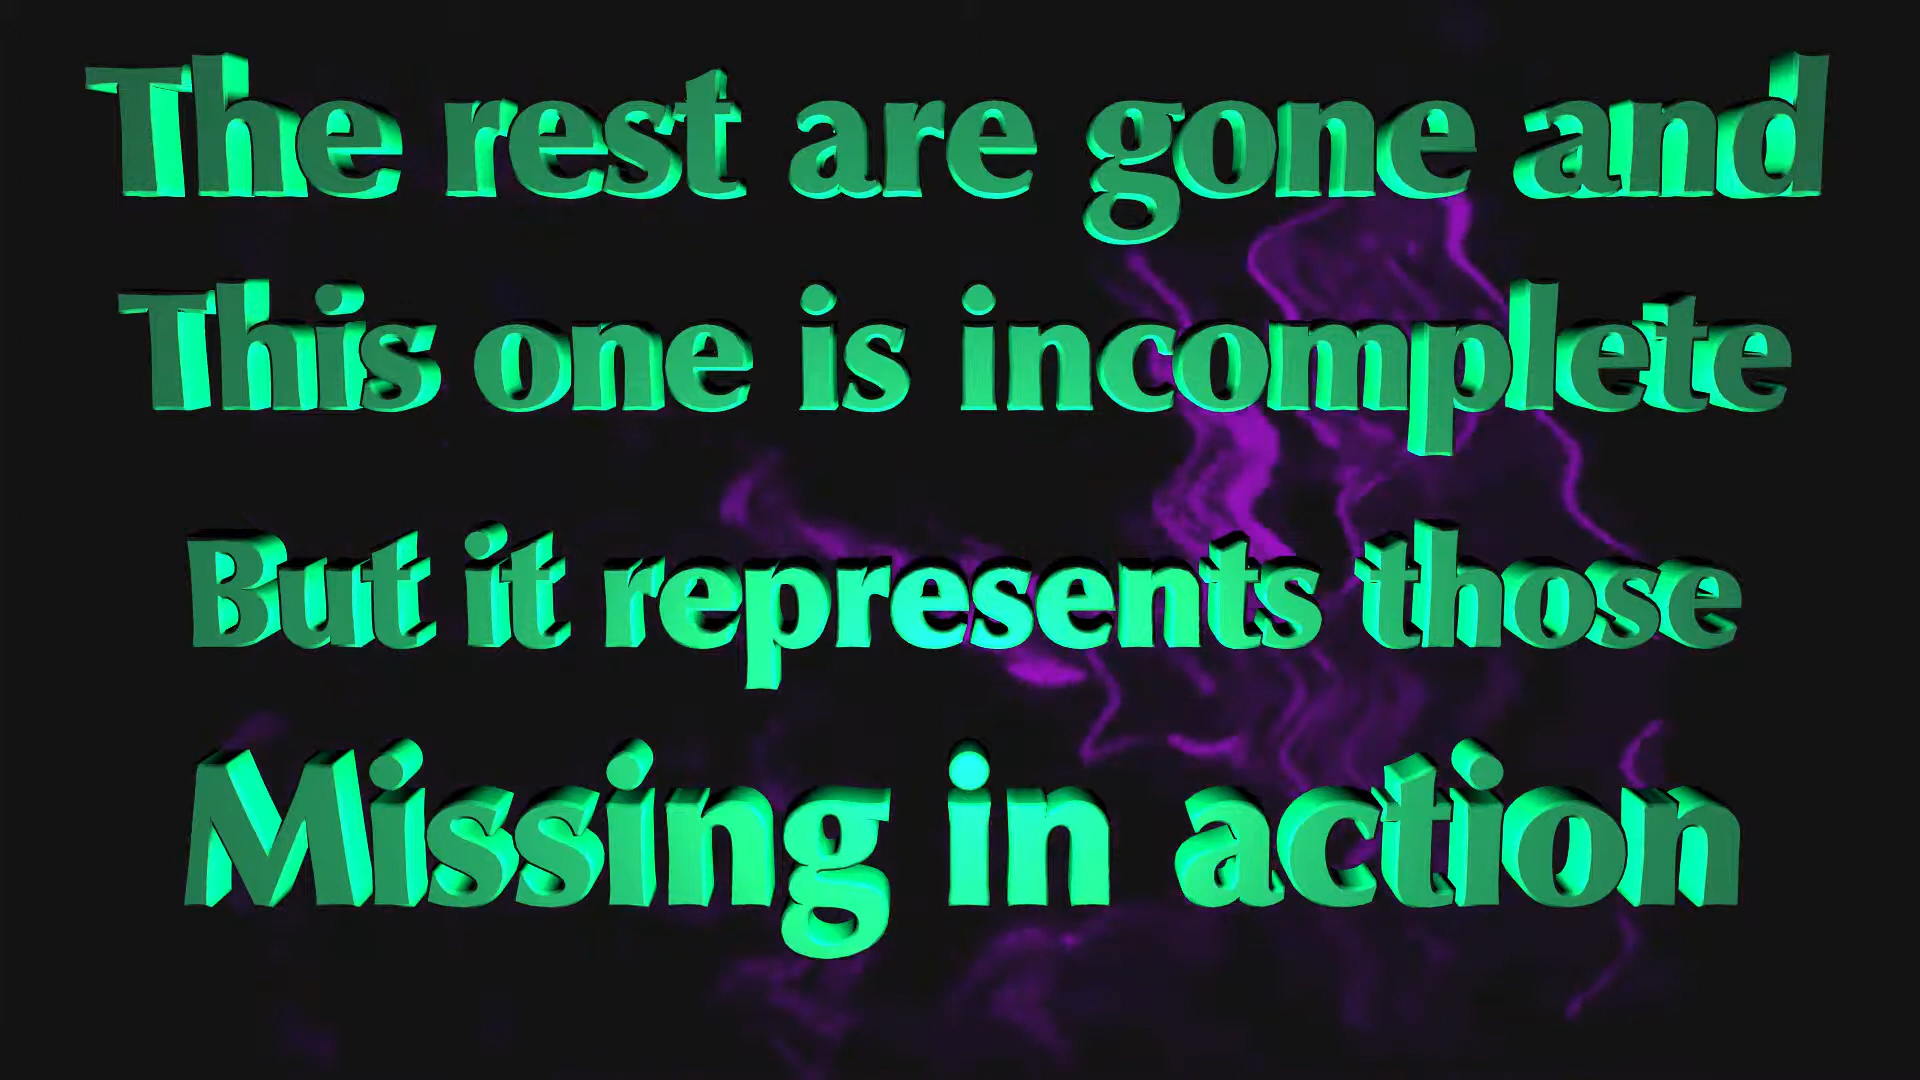 The rest are gone and
This one is incomplete
But it represents those
Missing in action